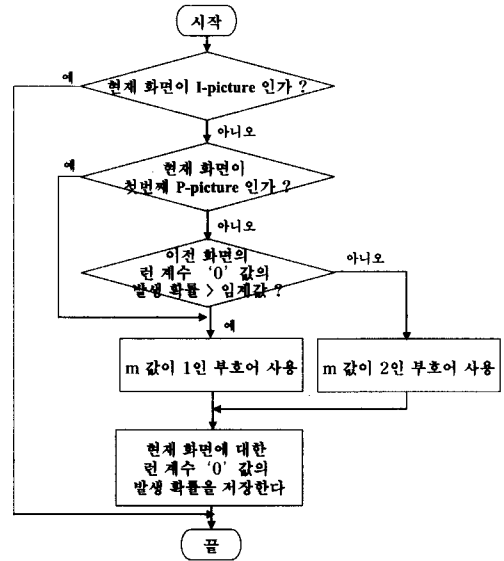 시작
예
현재 화면이 I-picture 인가 ?
아니오
예
현재 화면이
첫번째 P-picture 인가 ?
아니오
이전 화면의
런 계수 ‘0’ 값의
발생 확률 > 임계값 ?
아니오
예
m 값이 1인 부호어 사용
m 값이 2인 부호어 사용
현재 화면에 대한
런 계수 ‘0’ 값의
발생 확률을 저장한다
끝